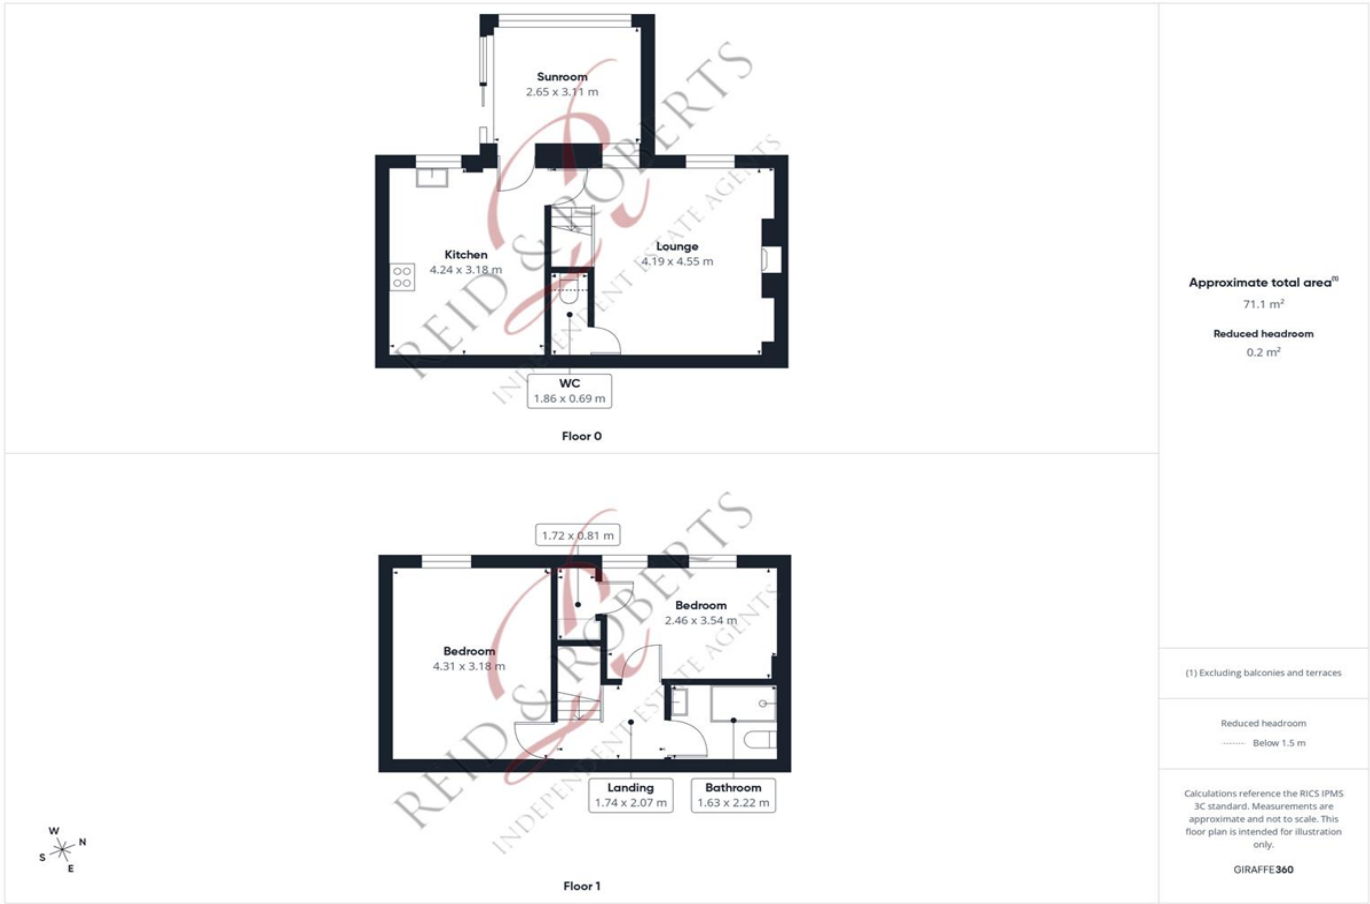 Sunroom
2.65 x 3.11 m
Kitchen
4.24 x 3.18 m
Lounge
4.19 x 4.55 m
WC
1.86 x 0.69 m
Floor 0
REID & ROBERTS
INDEPENDENT ESTATE AGENTS
1.72 x 0.81 m
Bedroom
2.46 x 3.54 m
Bedroom
4.31 x 3.18 m
Landing
1.74 x 2.07 m
Bathroom
1.63 x 2.22 m
Floor 1
REID & ROBERTS
INDEPENDENT ESTATE AGENTS
W
N
S
E
Approximate total area(1)
71.1 m²
Reduced headroom
0.2 m²
(1) Excluding balconies and terraces
Reduced headroom
Below 1.5 m
Calculations reference the RICS IPMS
3C standard. Measurements are
approximate and not to scale. This
floor plan is intended for illustration
only.
GIRAFFE360